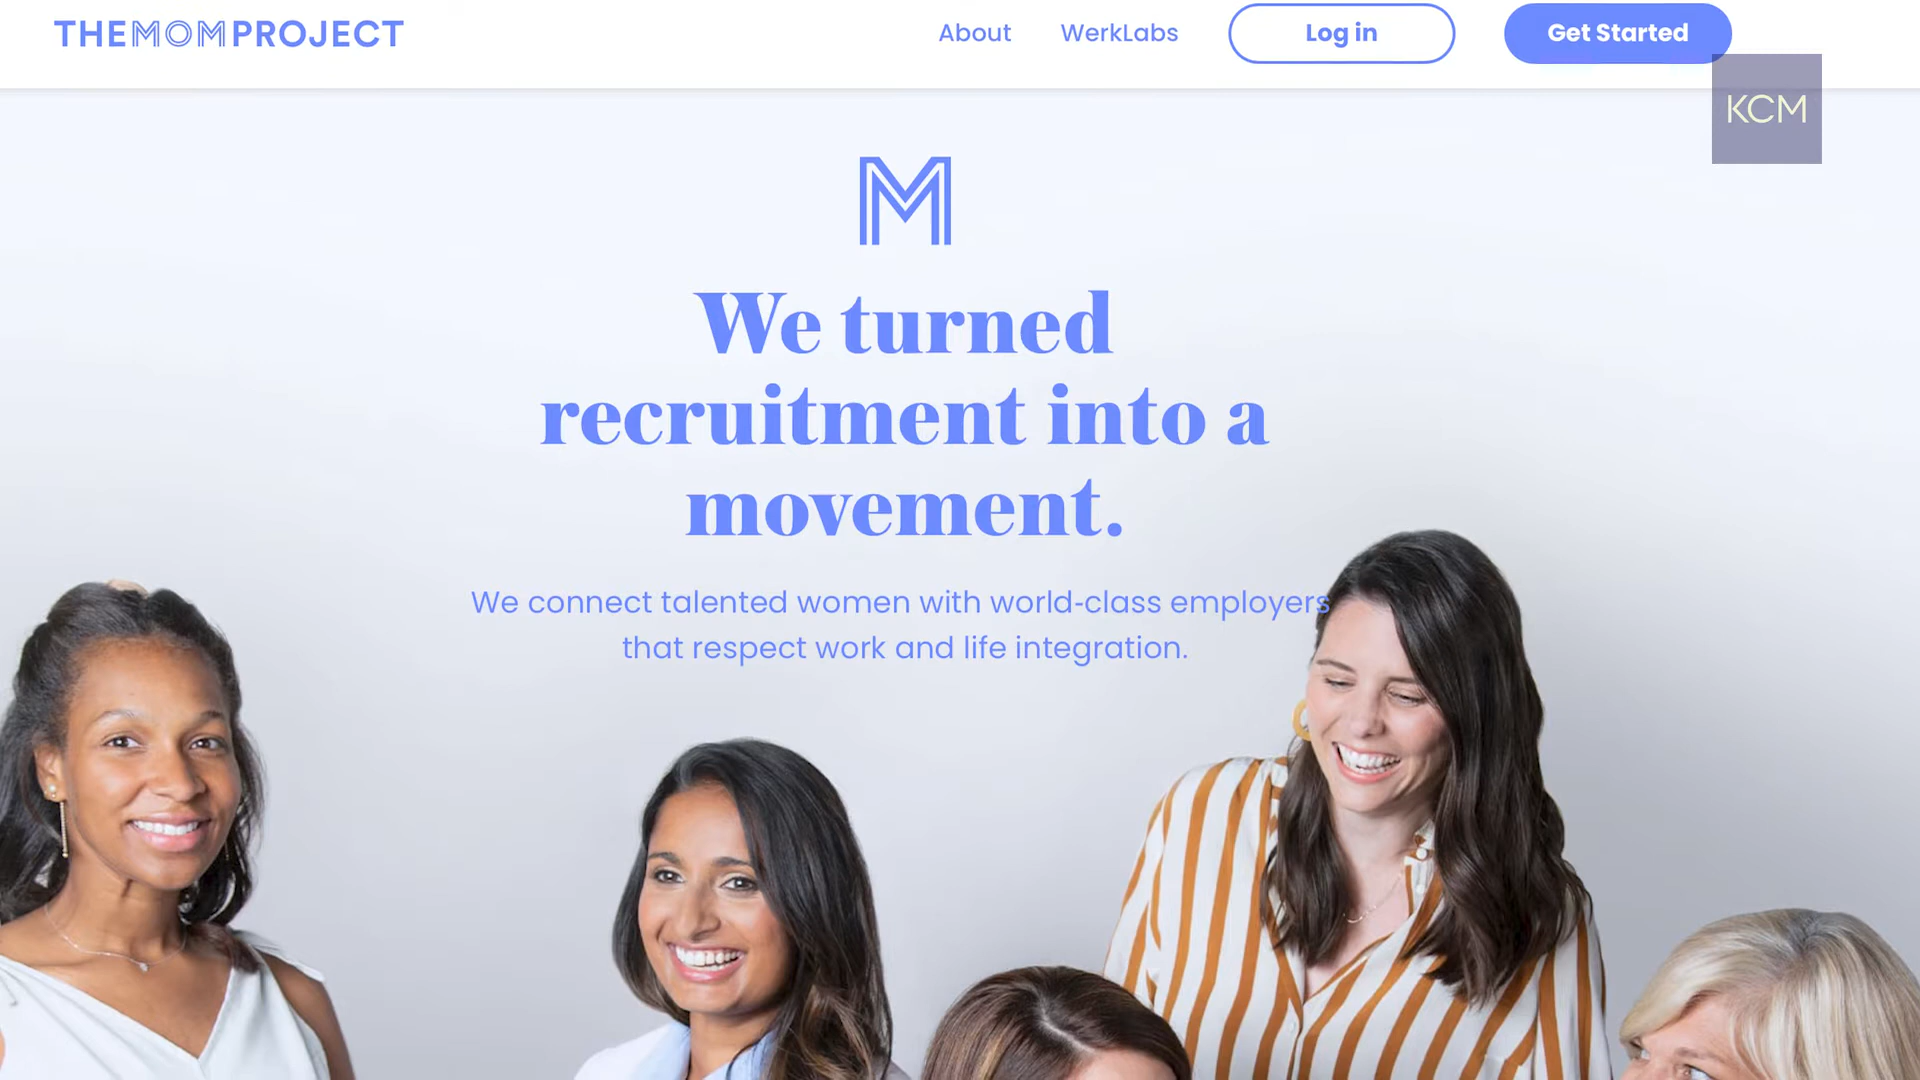 THEMOMPROJECT
About
WerkLabs
Log in
Get Started
KCM
M
We turned
recruitment into a
movement.
We connect talented women with world-class employers
that respect work and life integration.